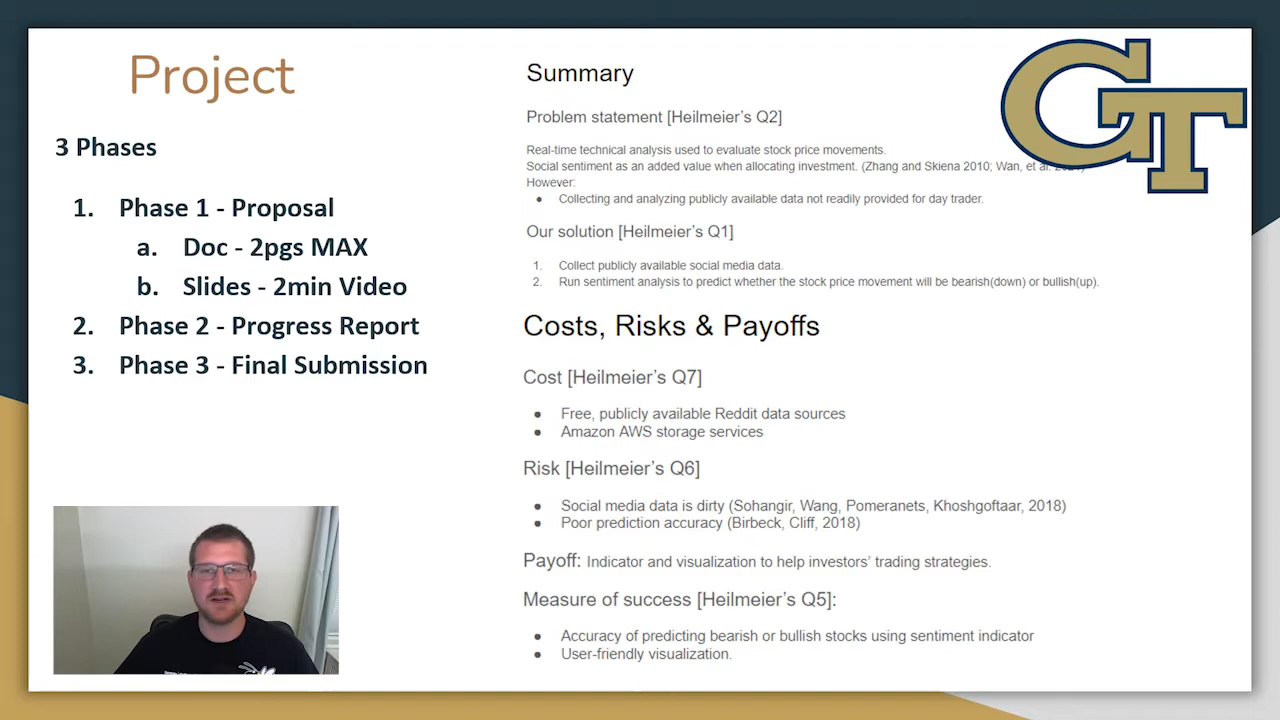 Project
3 Phases
1. Phase 1 - Proposal
a. Doc - 2pgs MAX
b. Slides - 2min Video
2. Phase 2 - Progress Report
3. Phase 3 - Final Submission
Summary
Problem statement [Heilmeier's Q2]
Real-time technical analysis used to evaluate stock price movements.
Social sentiment as an added value when allocating investment. (Zhang and Skiena 2010; Wan, et al.
However:
● Collecting and analyzing publicly available data not readily provided for day trader.
Our solution [Heilmeier's Q1]
1. Collect publicly available social media data.
2. Run sentiment analysis to predict whether the stock price movement will be bearish(down) or bullish(up).
Costs, Risks & Payoffs
Cost [Heilmeier's Q7]
● Free, publicly available Reddit data sources
● Amazon AWS storage services
Risk [Heilmeier's Q6]
● Social media data is dirty (Sohangir, Wang, Pomeranets, Khoshgoftaar, 2018)
● Poor prediction accuracy (Birbeck, Cliff, 2018)
Payoff: Indicator and visualization to help investors' trading strategies.
Measure of success [Heilmeier's Q5]:
● Accuracy of predicting bearish or bullish stocks using sentiment indicator
● User-friendly visualization.
GT